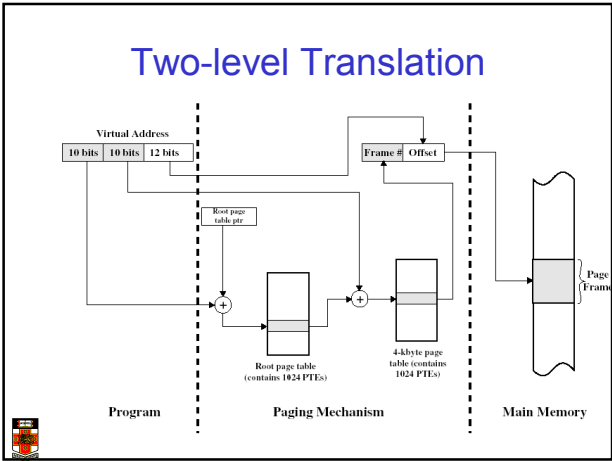 Two-level Translation
Virtual Address
10 bits 10 bits 12 bits
Frame # Offset
Root page
table ptr
+
+
Page
Frame
Root page table
(contains 1024 PTEs)
4-kbyte page
table (contains
1024 PTEs)
Program
Paging Mechanism
Main Memory